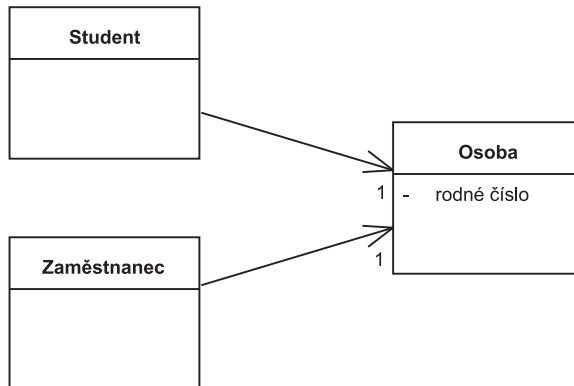 Student
Osoba
1
- rodné číslo
Zaměstnanec
1